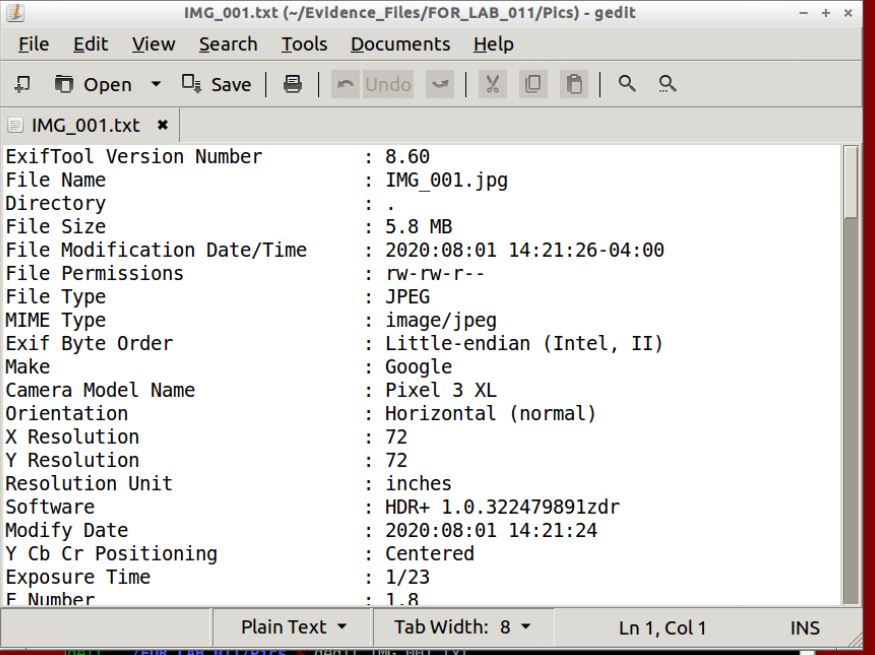 IMG_001.txt (~/Evidence_Files/FOR_LAB_011/Pics) - gedit
File Edit View Search Tools Documents Help
Open Save Undo
IMG_001.txt
ExifTool Version Number : 8.60
File Name : IMG_001.jpg
Directory : .
File Size : 5.8 MB
File Modification Date/Time : 2020:08:01 14:21:26-04:00
File Permissions : rw-rw-r--
File Type : JPEG
MIME Type : image/jpeg
Exif Byte Order : Little-endian (Intel, II)
Make : Google
Camera Model Name : Pixel 3 XL
Orientation : Horizontal (normal)
X Resolution : 72
Y Resolution : 72
Resolution Unit : inches
Software : HDR+ 1.0.322479891zdr
Modify Date : 2020:08:01 14:21:24
Y Cb Cr Positioning : Centered
Exposure Time : 1/23
F Number : 1.8
Plain Text Tab Width: 8 Ln 1, Col 1 INS